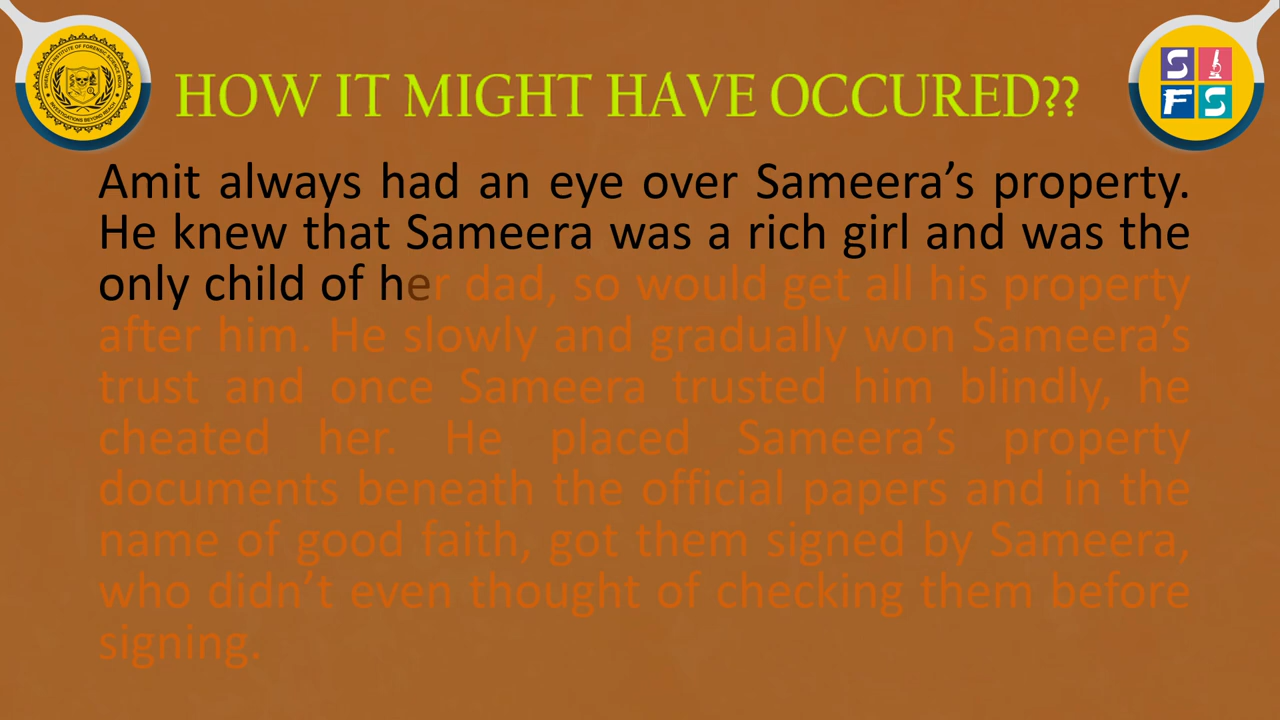 HOW IT MIGHT HAVE OCCURED??
Amit always had an eye over Sameera's property.
He knew that Sameera was a rich girl and was the
only child of her dad, so would get all his property
after him. He slowly and gradually won Sameera's
trust and once Sameera trusted him blindly, he
cheated her. He placed Sameera's property
documents beneath the official papers and in the
name of good faith, got them signed by Sameera,
who didn't even thought of checking them before
signing.
S
F S